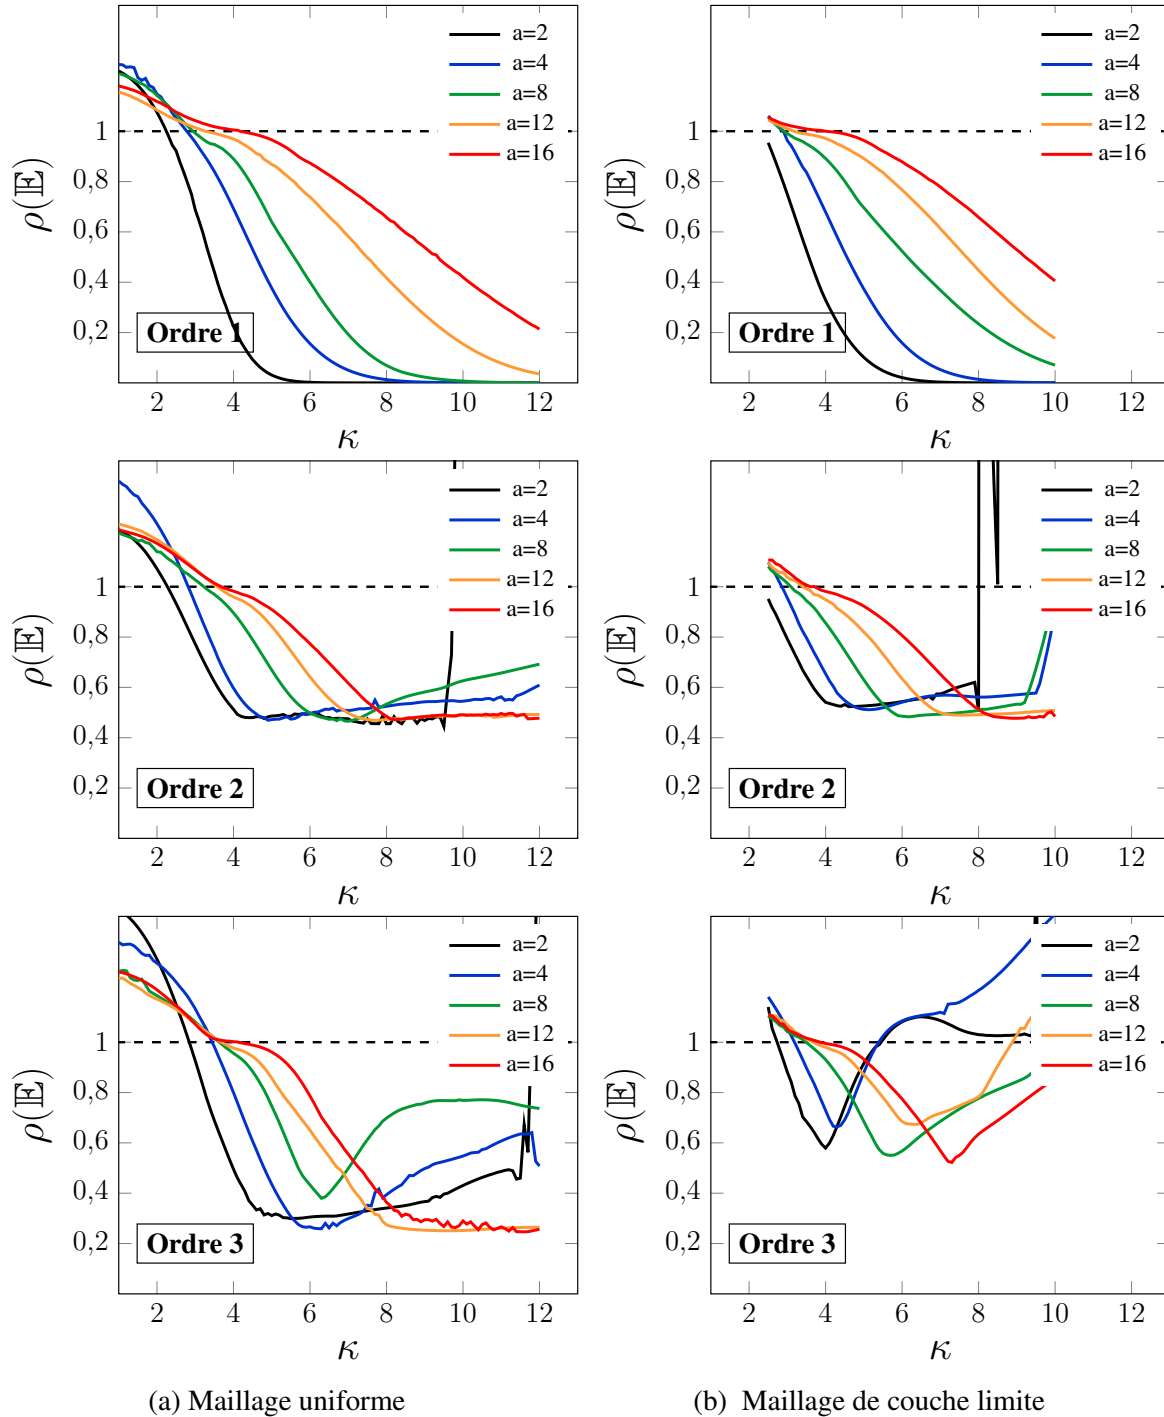 a=2
a=4
a=8
a=12
a=16
1
0,8
0,6
0,4
0,2
ρ(𝔼)
Ordre 1
2 4 6 8 10 12
κ
a=2
a=4
a=8
a=12
a=16
1
0,8
0,6
0,4
0,2
ρ(𝔼)
Ordre 1
2 4 6 8 10 12
κ
a=2
a=4
a=8
a=12
a=16
1
0,8
0,6
0,4
0,2
ρ(𝔼)
Ordre 2
2 4 6 8 10 12
κ
a=2
a=4
a=8
a=12
a=16
1
0,8
0,6
0,4
0,2
ρ(𝔼)
Ordre 2
2 4 6 8 10 12
κ
a=2
a=4
a=8
a=12
a=16
1
0,8
0,6
0,4
0,2
ρ(𝔼)
Ordre 3
2 4 6 8 10 12
κ
a=2
a=4
a=8
a=12
a=16
1
0,8
0,6
0,4
0,2
ρ(𝔼)
Ordre 3
2 4 6 8 10 12
κ
(a) Maillage uniforme
(b) Maillage de couche limite